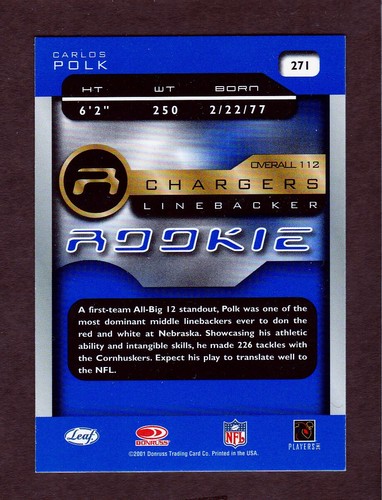 CARLOS
POLK
271
HT WT BORN
6'2" 250 2/22/77
OVERALL 112
R CHARGERS
LINEBACKER
ROOKIE
A first-team All-Big 12 standout, Polk was one of the
most dominant middle linebackers ever to don the
red and white at Nebraska. Showcasing his athletic
ability and intangible skills, he made 226 tackles with
the Cornhuskers. Expect his play to translate well to
the NFL.
Leaf
DONRUSS
NFL
PLAYERS INC
©2001 Donruss Trading Card Co. Printed in the USA.